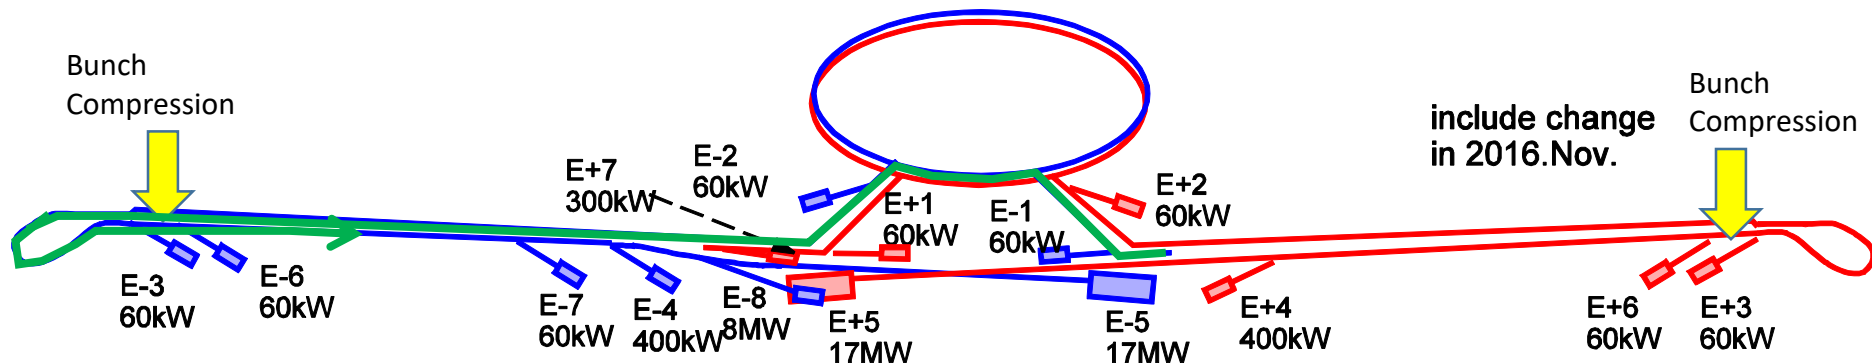 Bunch
Compression
Bunch
Compression
include change
in 2016.Nov.
E+7
300kW
E-2
60kW
E+1
60kW
E-1
60kW
E+2
60kW
E-3
60kW
E-6
60kW
E-7
60kW
E-4
400kW
E-8
8MW
E+5
17MW
E-5
17MW
E+4
400kW
E+6
60kW
E+3
60kW